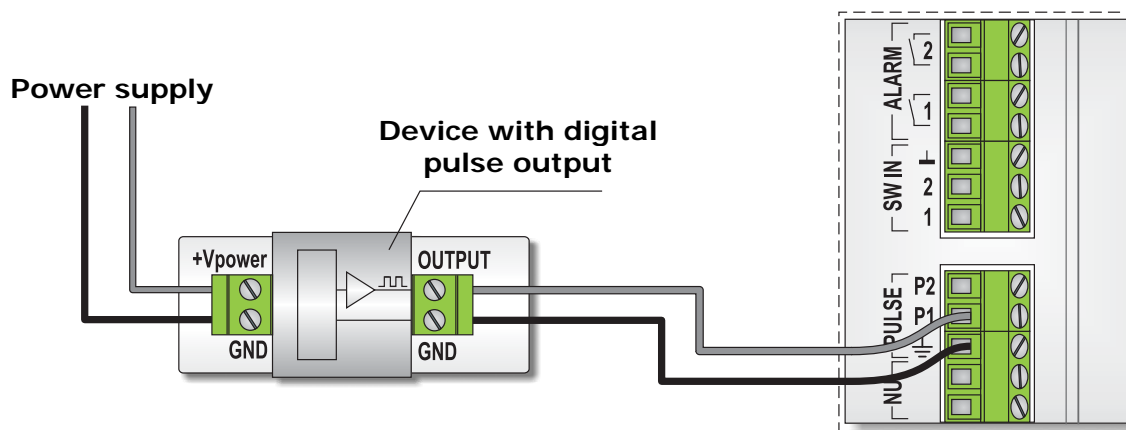 Power supply
Device with digital
pulse output
+Vpower
GND
OUTPUT
GND
ALARM
2
1
SW IN
2
1
PULSE
P2
P1
NU